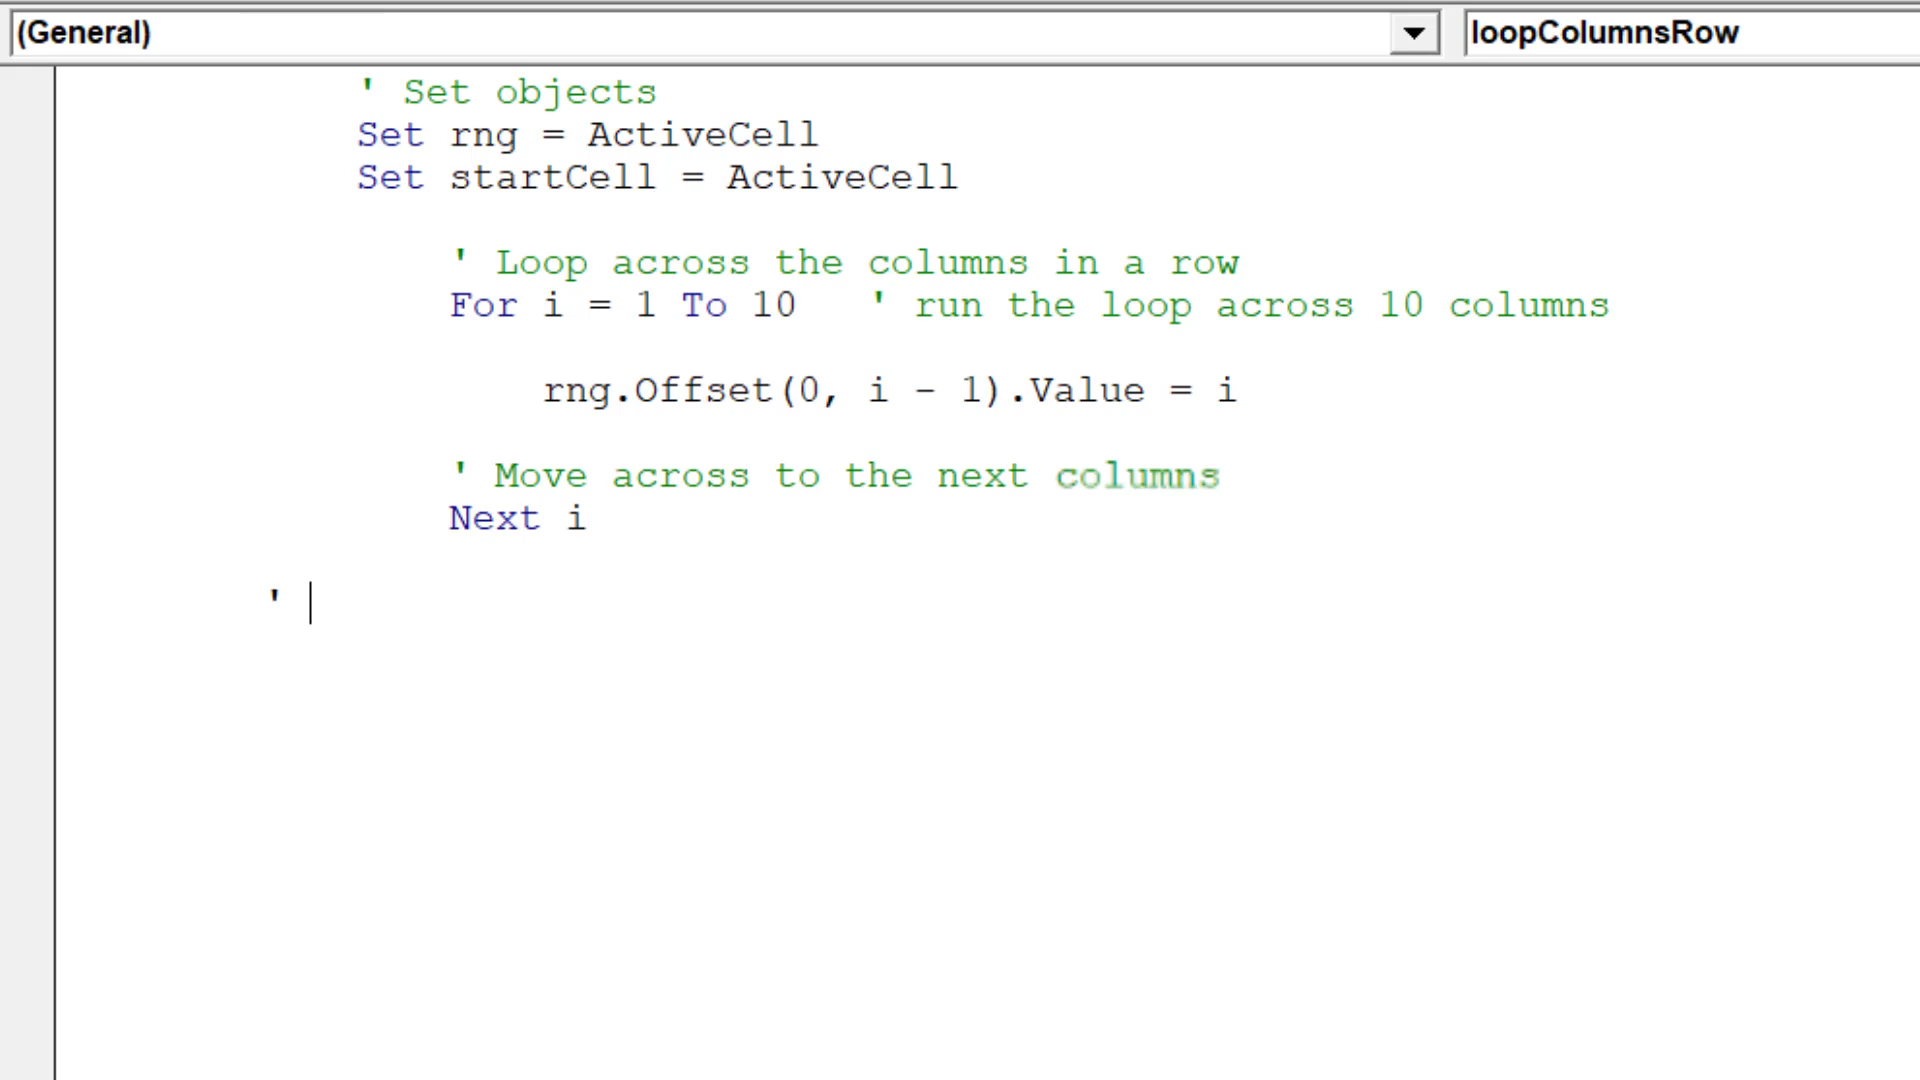 (General)
loopColumnsRow
' Set objects
Set rng = ActiveCell
Set startCell = ActiveCell
' Loop across the columns in a row
For i = 1 To 10   ' run the loop across 10 columns
rng.Offset(0, i - 1).Value = i
' Move across to the next columns
Next i
'